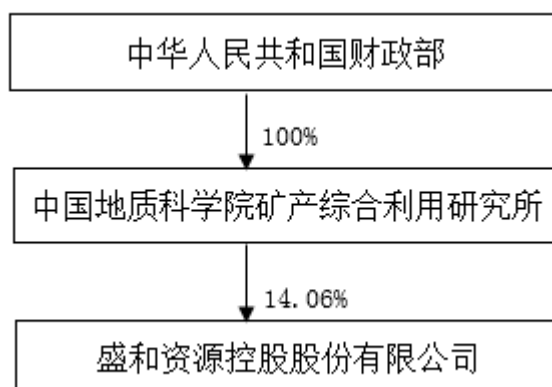 中华人民共和国财政部
100%
中国地质科学院矿产综合利用研究所
14.06%
盛和资源控股股份有限公司